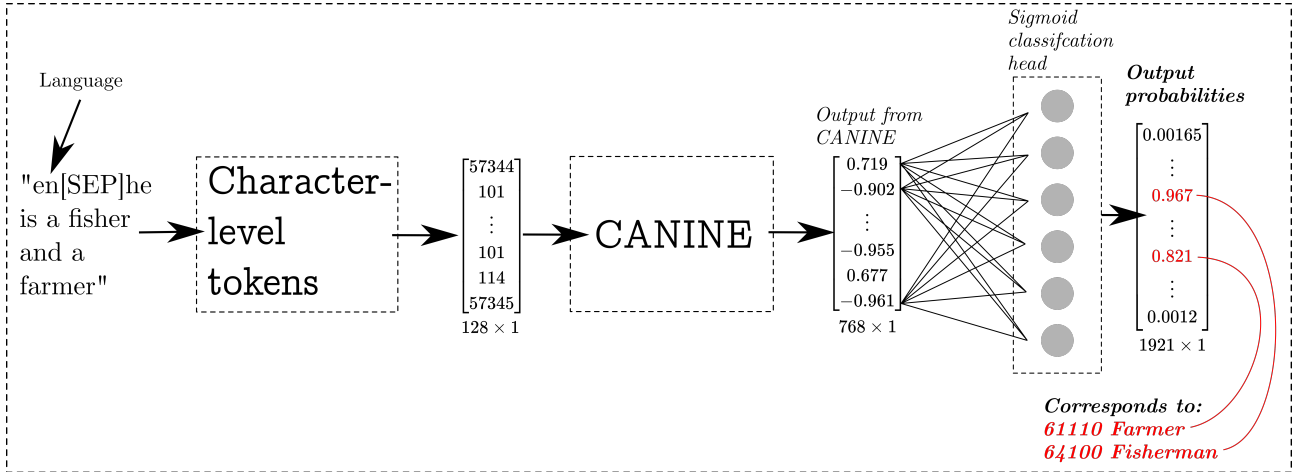 Language
"en[SEP]he
is a fisher
and a
farmer"
Character-
level
tokens
57344
101
⋮
101
114
57345
128 × 1
CANINE
Output from
CANINE
0.719
−0.902
⋮
−0.955
0.677
−0.961
768 × 1
Sigmoid
classifcation
head
Output
probabilities
0.00165
⋮
0.967
⋮
0.821
⋮
0.0012
1921 × 1
Corresponds to:
61110 Farmer
64100 Fisherman